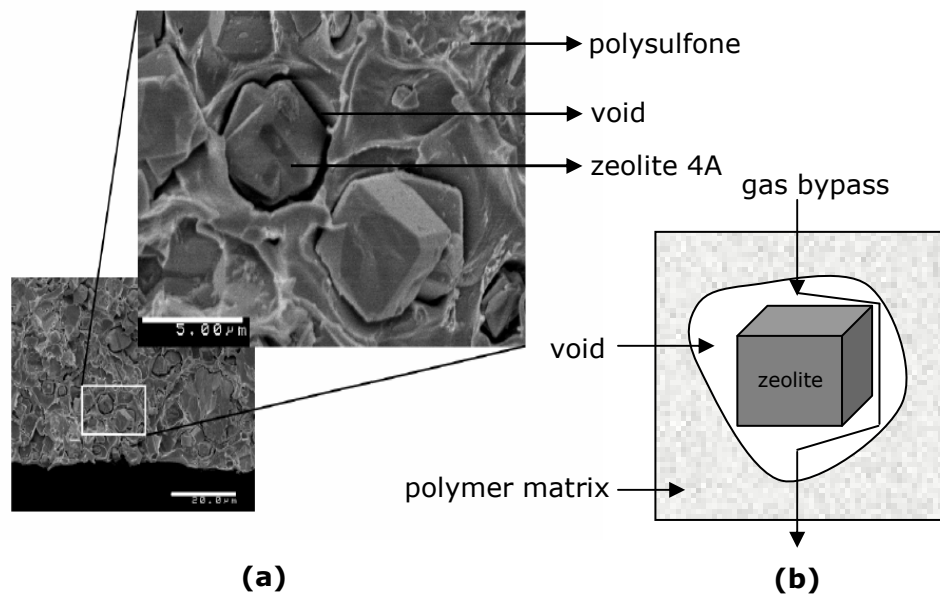 polysulfone
void
zeolite 4A
5.00µm
20.0µm
(a)
gas bypass
void
zeolite
polymer matrix
(b)